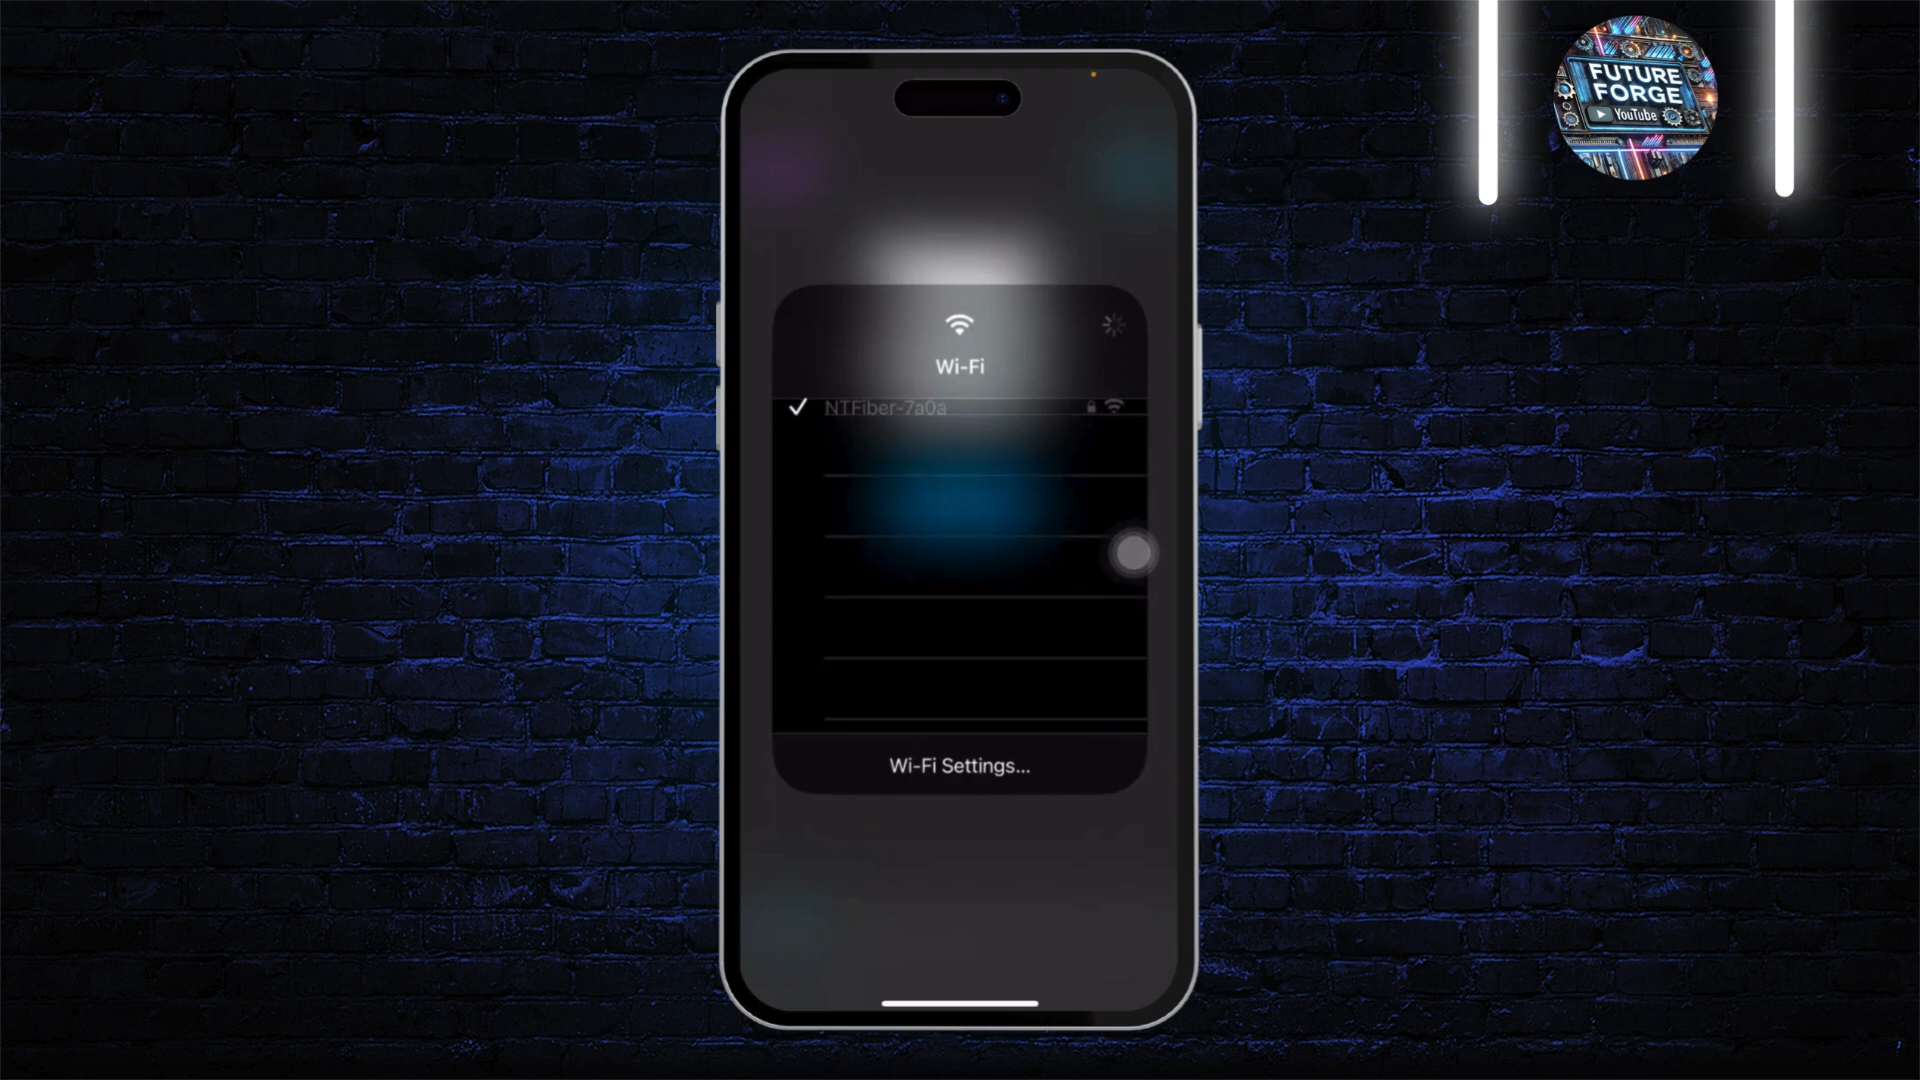 FUTURE
FORGE
YouTube
Wi-Fi
NTFiber-7a0a
Wi-Fi Settings...